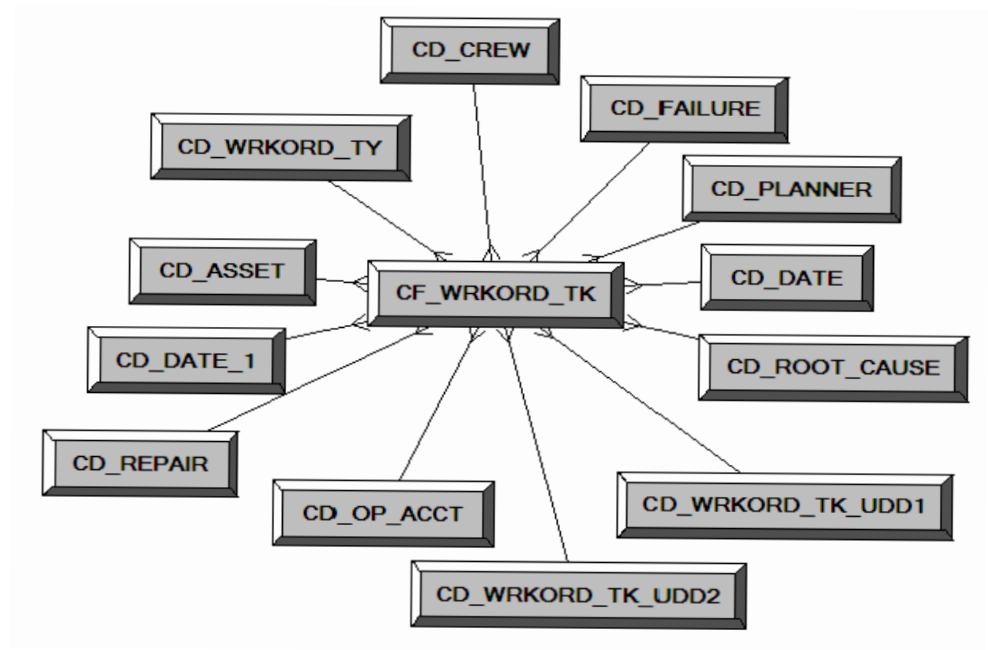 CD_CREW
CD_FAILURE
CD_WRKORD_TY
CD_PLANNER
CD_ASSET
CF_WRKORD_TK
CD_DATE
CD_DATE_1
CD_ROOT_CAUSE
CD_REPAIR
CD_OP_ACCT
CD_WRKORD_TK_UDD1
CD_WRKORD_TK_UDD2